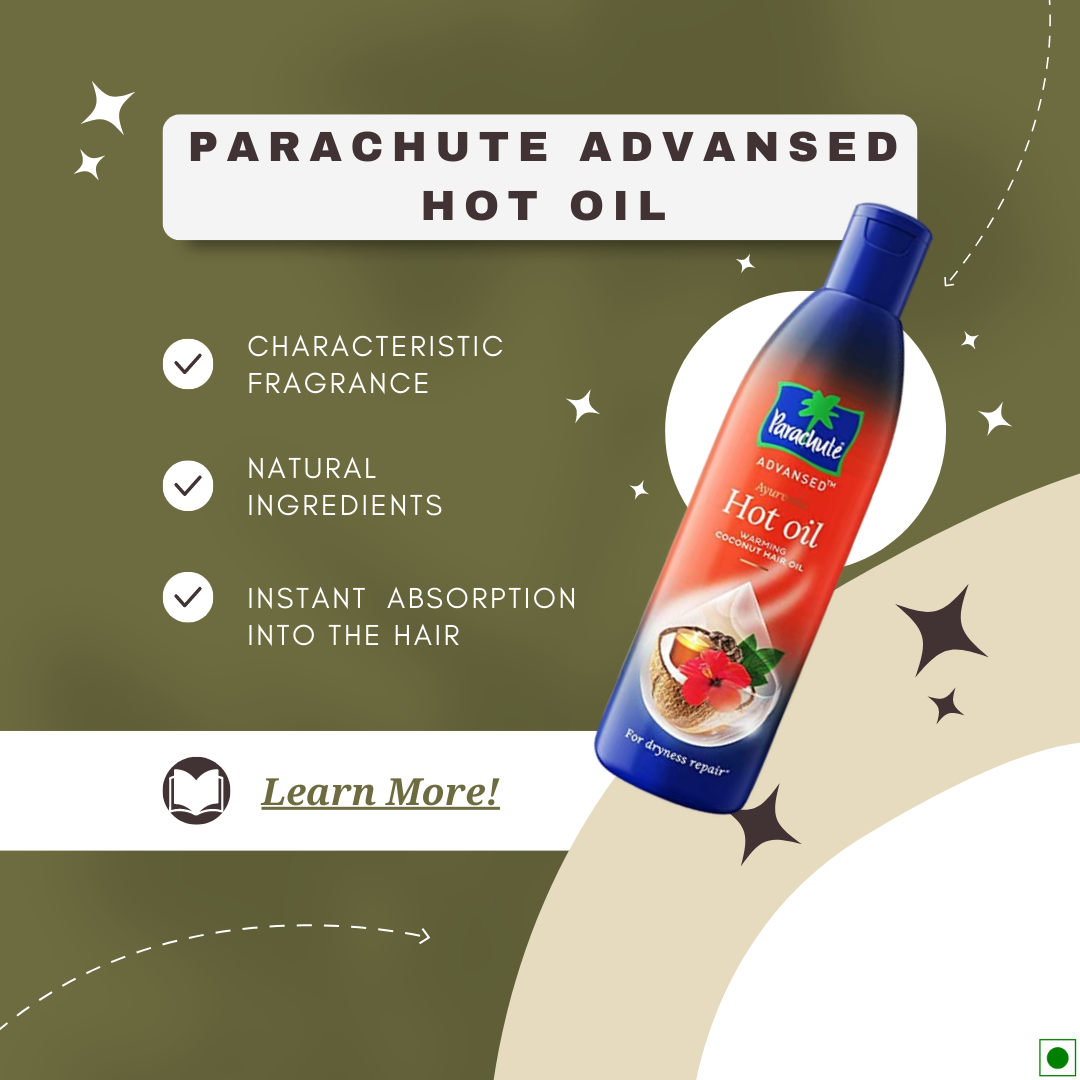 PARACHUTE ADVANSED
HOT OIL
CHARACTERISTIC
FRAGRANCE
NATURAL
INGREDIENTS
INSTANT ABSORPTION
INTO THE HAIR
Learn More!
Parachute
ADVANSED™
Hot oil
WARMING
COCONUT HAIR OIL
For dryness repair*